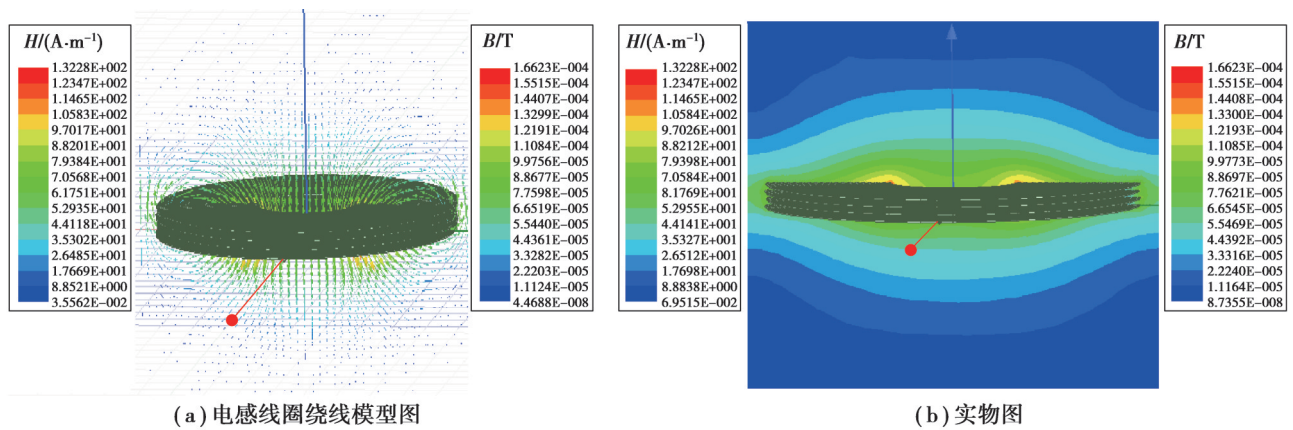 H/(A·m⁻¹)
1.3228E+002
1.2347E+002
1.1465E+002
1.0583E+002
9.7017E+001
8.8201E+001
7.9384E+001
7.0568E+001
6.1751E+001
5.2935E+001
4.4118E+001
3.5302E+001
2.6485E+001
1.7669E+001
8.8521E+000
3.5562E-002
B/T
1.6623E-004
1.5515E-004
1.4407E-004
1.3299E-004
1.2191E-004
1.1084E-004
9.9756E-005
8.8677E-005
7.7598E-005
6.6519E-005
5.5440E-005
4.4361E-005
3.3282E-005
2.2203E-005
1.1124E-005
4.4688E-008
(a)电感线圈绕线模型图
H/(A·m⁻¹)
1.3228E+002
1.2347E+002
1.1465E+002
1.0584E+002
9.7026E+001
8.8212E+001
7.9398E+001
7.0584E+001
8.1769E+001
5.2955E+001
4.4141E+001
3.5327E+001
2.6512E+001
1.7698E+001
8.8838E+000
6.9515E-002
B/T
1.6623E-004
1.5515E-004
1.4408E-004
1.3300E-004
1.2193E-004
1.1085E-004
9.9773E-005
8.8697E-005
7.7621E-005
6.6545E-005
5.5469E-005
4.4392E-005
3.3316E-005
2.2240E-005
1.1164E-005
8.7355E-008
(b)实物图